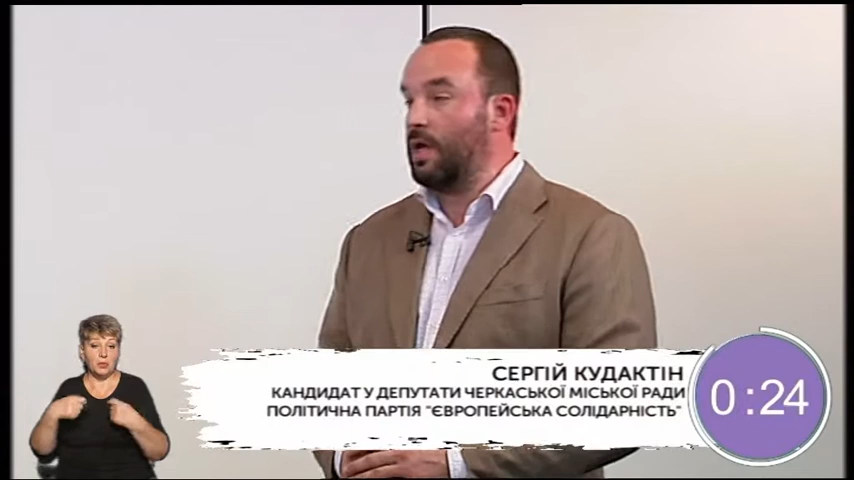 СЕРГІЙ КУДАКТІН
КАНДИДАТ У ДЕПУТАТИ ЧЕРКАСЬКОЇ МІСЬКОЇ РАДИ
ПОЛІТИЧНА ПАРТІЯ "ЄВРОПЕЙСЬКА СОЛІДАРНІСТЬ"
0:24